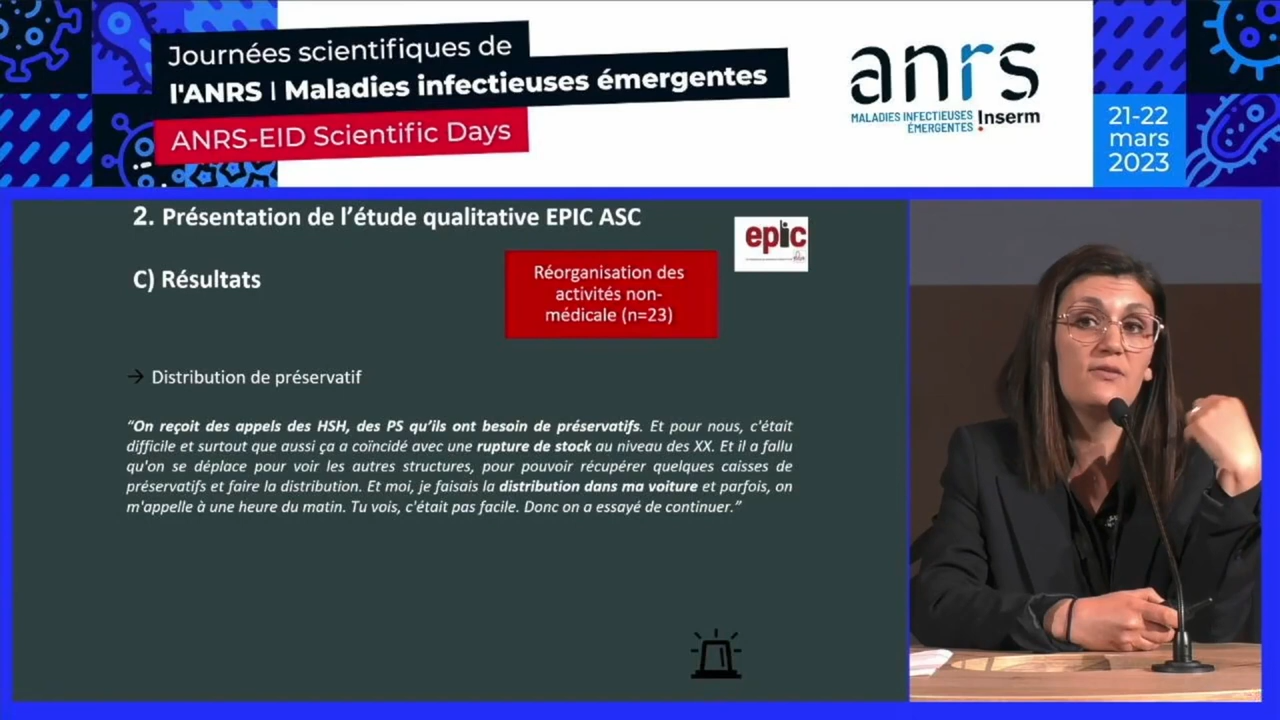 Journées scientifiques de
l'ANRS | Maladies infectieuses émergentes
ANRS-EID Scientific Days
anrs
MALADIES INFECTIEUSES
ÉMERGENTES
Inserm
21-22
mars
2023
2. Présentation de l’étude qualitative EPIC ASC
epic
C) Résultats
Réorganisation des
activités non-
médicale (n=23)
→ Distribution de préservatif
“On reçoit des appels des HSH, des PS qu’ils ont besoin de préservatifs. Et pour nous, c'était
difficile et surtout que aussi ça a coïncidé avec une rupture de stock au niveau des XX. Et il a fallu
qu'on se déplace pour voir les autres structures, pour pouvoir récupérer quelques caisses de
préservatifs et faire la distribution. Et moi, je faisais la distribution dans ma voiture et parfois, on
m'appelle à une heure du matin. Tu vois, c'était pas facile. Donc on a essayé de continuer.”